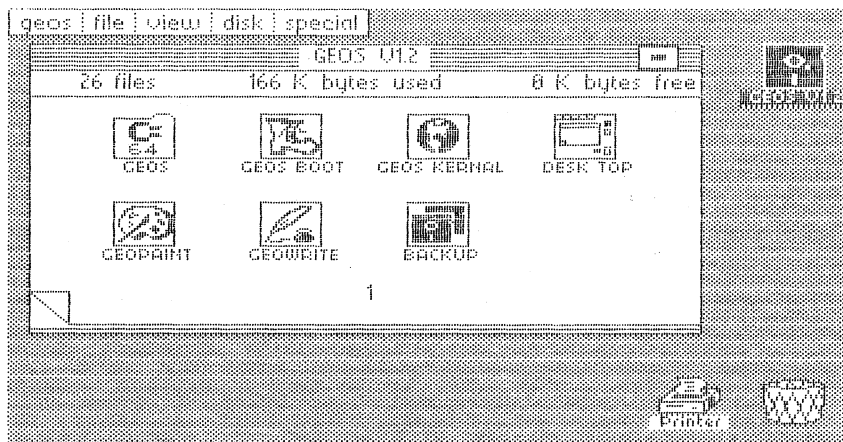 geos file view disk special
GEOS V1.2
26 files 166 K bytes used 0 K bytes free
C= 64
GEOS GEOS BOOT GEOS KERNAL DESK TOP
GEOPAINT GEOWRITE BACKUP
1
Printer